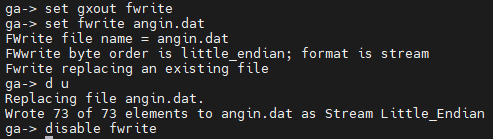 ga-> set gxout fwrite
ga-> set fwrite angin.dat
FWrite file name = angin.dat
FWwrite byte order is little_endian; format is stream
Fwrite replacing an existing file
ga-> d u
Replacing file angin.dat.
Wrote 73 of 73 elements to angin.dat as Stream Little_Endian
ga-> disable fwrite